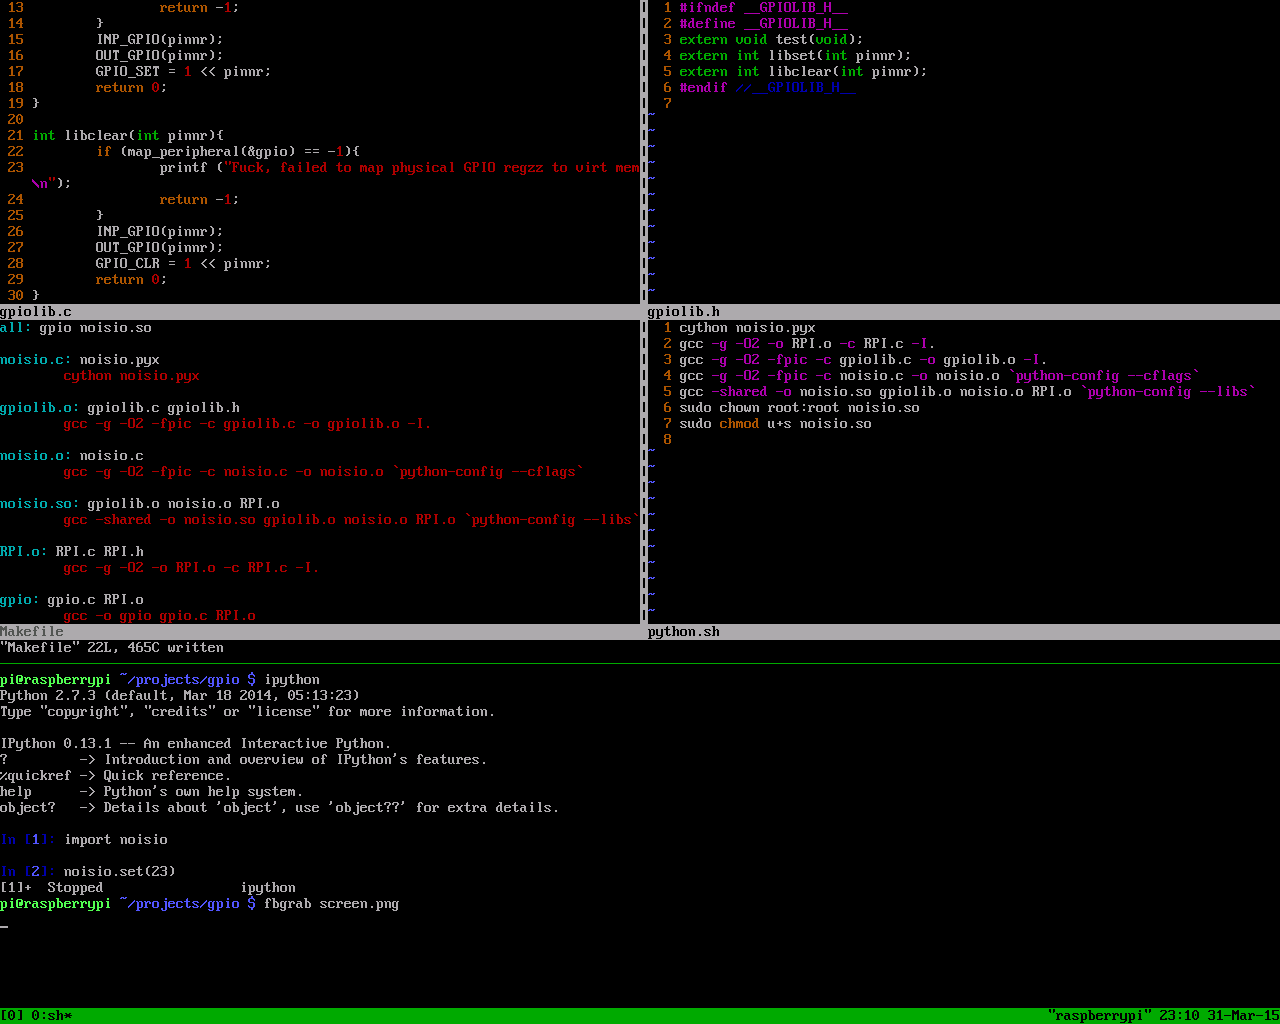 13                 return -1;
14         }
15         INP_GPIO(pinnr);
16         OUT_GPIO(pinnr);
17         GPIO_SET = 1 << pinnr;
18         return 0;
19 }
20
21 int libclear(int pinnr){
22         if (map_peripheral(&gpio) == -1){
23                 printf ("Fuck, failed to map physical GPIO regzz to virt mem
\n");
24                 return -1;
25         }
26         INP_GPIO(pinnr);
27         OUT_GPIO(pinnr);
28         GPIO_CLR = 1 << pinnr;
29         return 0;
30 }
gpiolib.c
1 #ifndef __GPIOLIB_H__
2 #define __GPIOLIB_H__
3 extern void test(void);
4 extern int libset(int pinnr);
5 extern int libclear(int pinnr);
6 #endif //__GPIOLIB_H__
7
~
~
~
~
~
~
~
~
~
~
~
~
gpiolib.h
all: gpio noisio.so

noisio.c: noisio.pyx
        cython noisio.pyx

gpiolib.o: gpiolib.c gpiolib.h
        gcc -g -O2 -fpic -c gpiolib.c -o gpiolib.o -I.

noisio.o: noisio.c
        gcc -g -O2 -fpic -c noisio.c -o noisio.o `python-config --cflags`

noisio.so: gpiolib.o noisio.o RPI.o
        gcc -shared -o noisio.so gpiolib.o noisio.o RPI.o `python-config --libs`

RPI.o: RPI.c RPI.h
        gcc -g -O2 -o RPI.o -c RPI.c -I.

gpio: gpio.c RPI.o
        gcc -o gpio gpio.c RPI.o
Makefile
1 cython noisio.pyx
2 gcc -g -O2 -o RPI.o -c RPI.c -I.
3 gcc -g -O2 -fpic -c gpiolib.c -o gpiolib.o -I.
4 gcc -g -O2 -fpic -c noisio.c -o noisio.o `python-config --cflags`
5 gcc -shared -o noisio.so gpiolib.o noisio.o RPI.o `python-config --libs`
6 sudo chown root:root noisio.so
7 sudo chmod u+s noisio.so
8
~
~
~
~
~
~
~
~
~
~
~
python.sh
"Makefile" 22L, 465C written
pi@raspberrypi ~/projects/gpio $ ipython
Python 2.7.3 (default, Mar 18 2014, 05:13:23)
Type "copyright", "credits" or "license" for more information.

IPython 0.13.1 -- An enhanced Interactive Python.
?         -> Introduction and overview of IPython's features.
%quickref -> Quick reference.
help      -> Python's own help system.
object?   -> Details about 'object', use 'object??' for extra details.

In [1]: import noisio

In [2]: noisio.set(23)
[1]+  Stopped                 ipython
pi@raspberrypi ~/projects/gpio $ fbgrab screen.png
_
[0] 0:sh*    "raspberrypi" 23:10 31-Mar-15